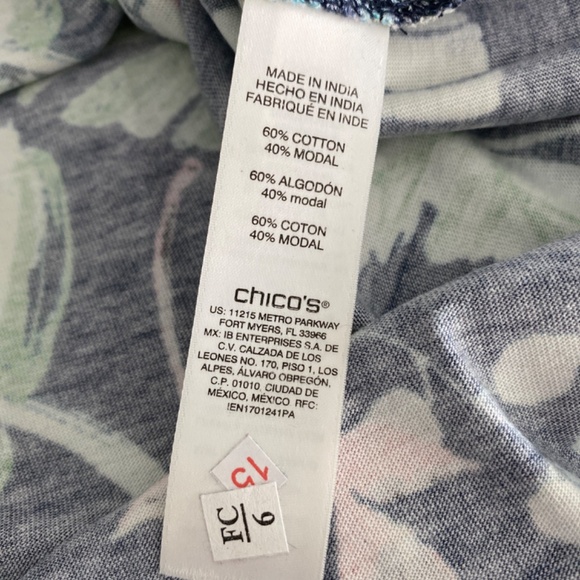 MADE IN INDIA
HECHO EN INDIA
FABRIQUÉ EN INDE
60% COTTON
40% MODAL
60% ALGODÓN
40% modal
60% COTON
40% MODAL
chico's®
US: 11215 METRO PARKWAY
FORT MYERS, FL 33966
MX: IB ENTERPRISES S.A. DE
C.V. CALZADA DE LOS
LEONES NO. 170, PISO 1, LOS
ALPES, ÁLVARO OBREGÓN,
C.P. 01010, CIUDAD DE
MÉXICO, MÉXICO RFC:
IEN1701241PA
15
FC
6